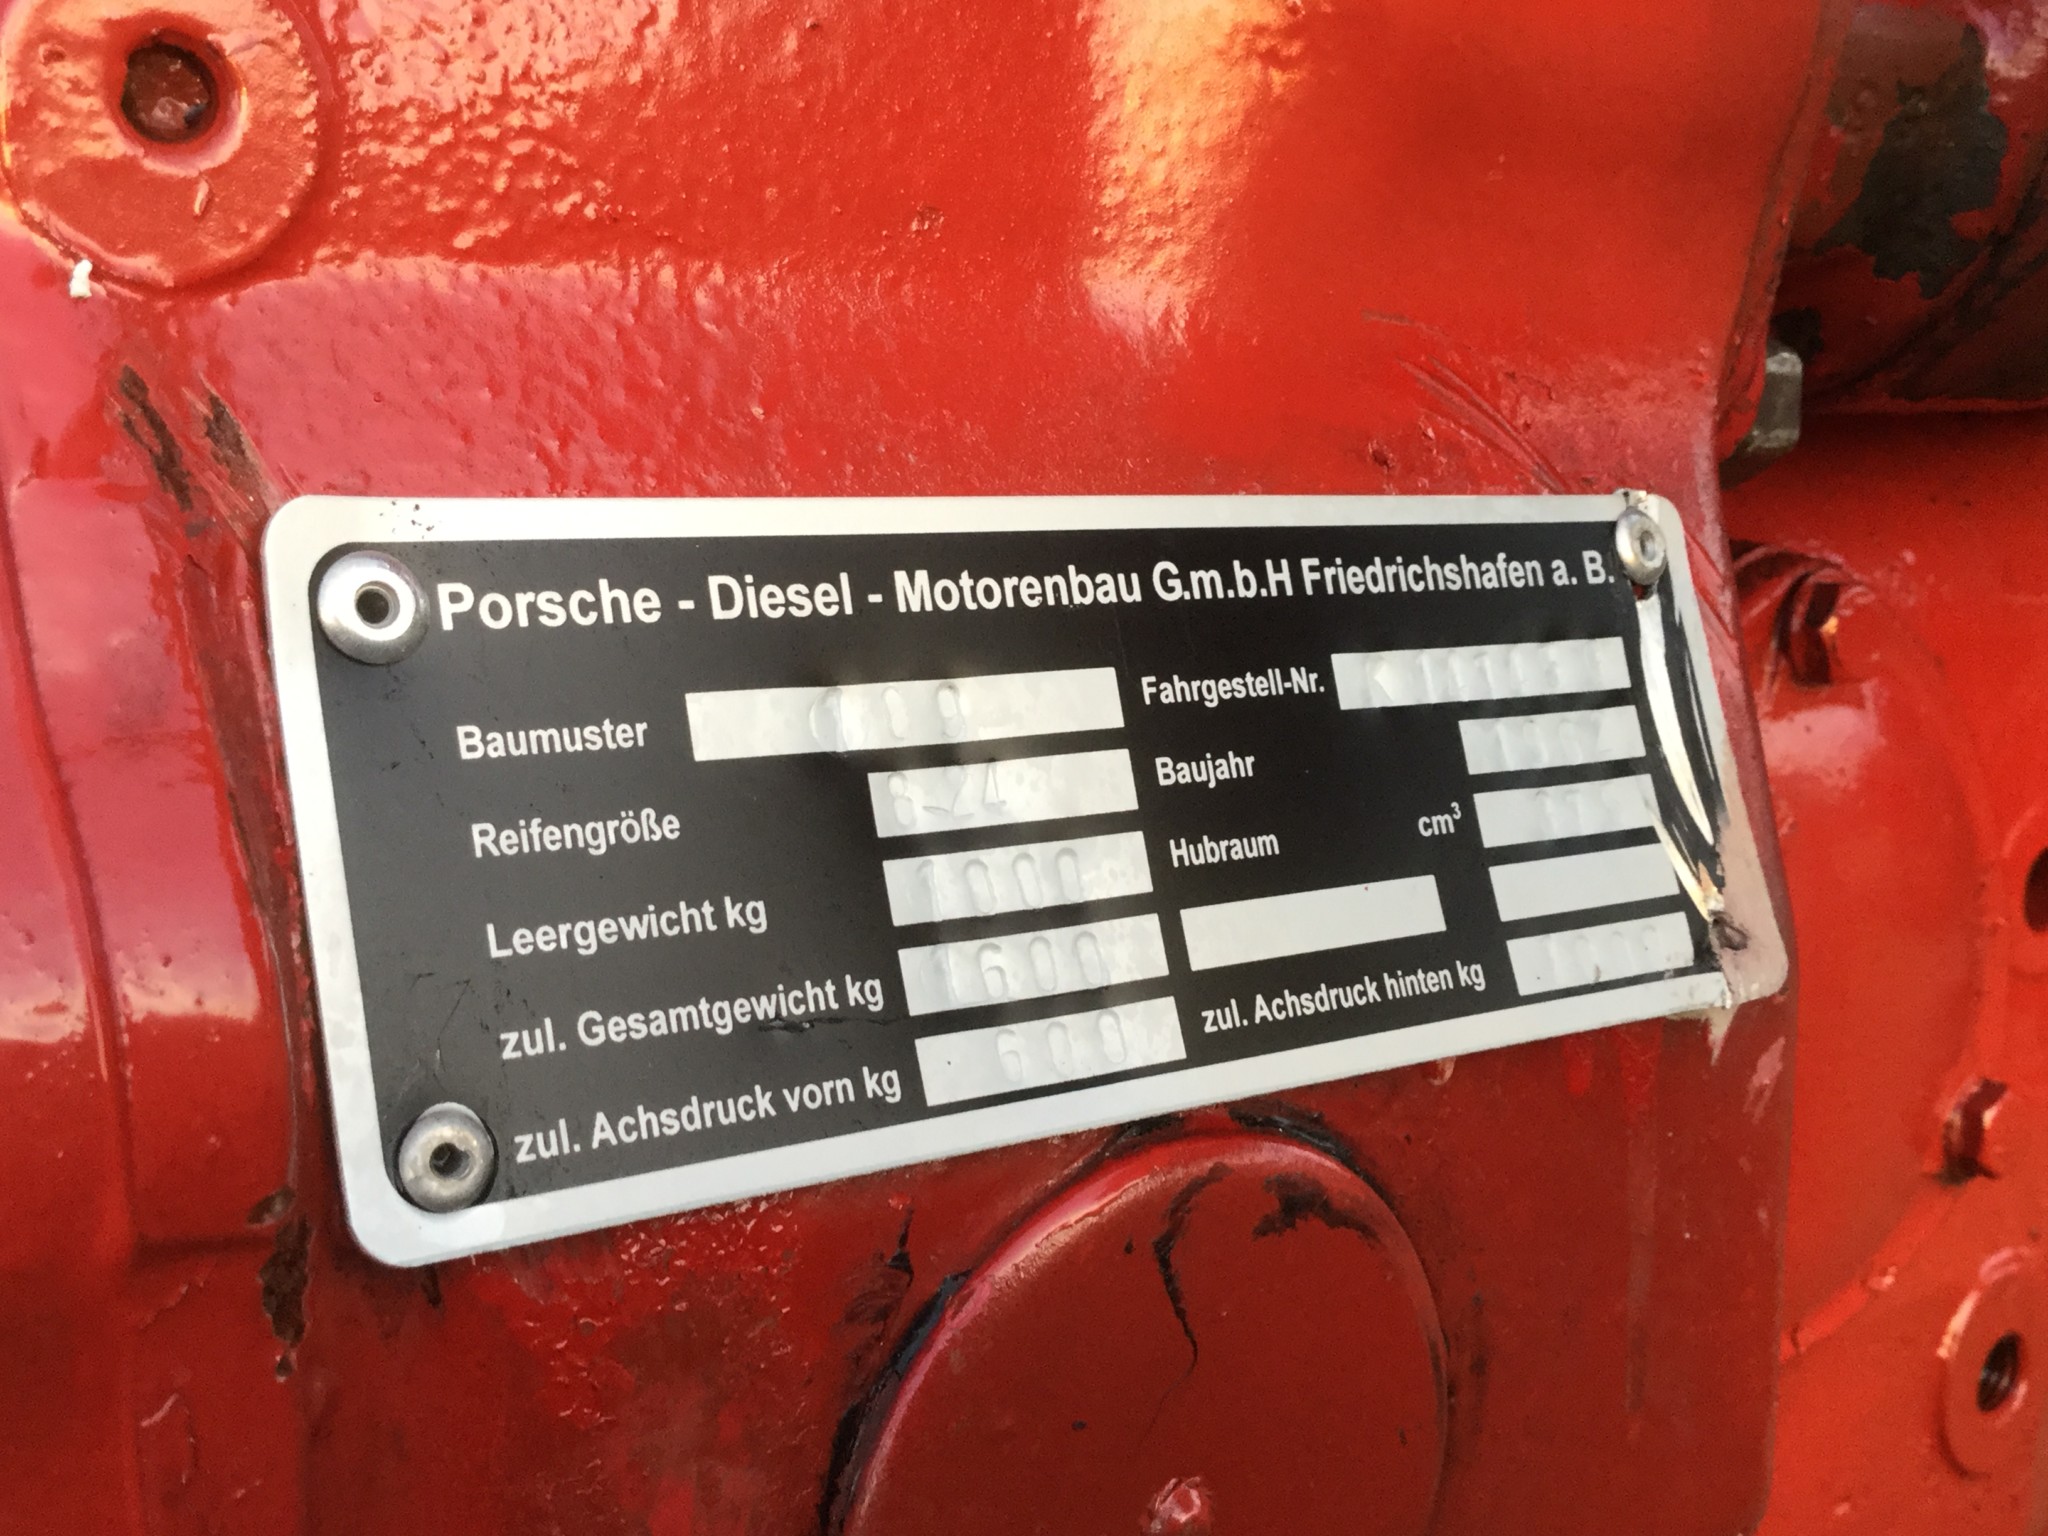 Porsche - Diesel - Motorenbau G.m.b.H Friedrichshafen a. B.
Baumuster
Fahrgestell-Nr.
Reifengröße 8-24
Baujahr
Leergewicht kg 1000
Hubraum cm³
zul. Gesamtgewicht kg 1600
zul. Achsdruck vorn kg 600
zul. Achsdruck hinten kg